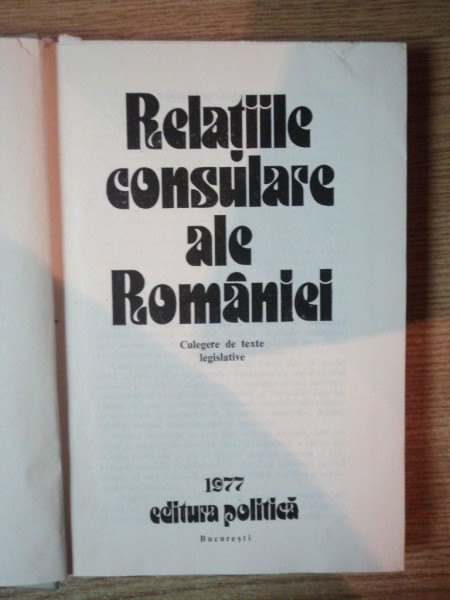 Relațiile
consulare
ale
României
Culegere de texte
legislative
1977
editura politică
București